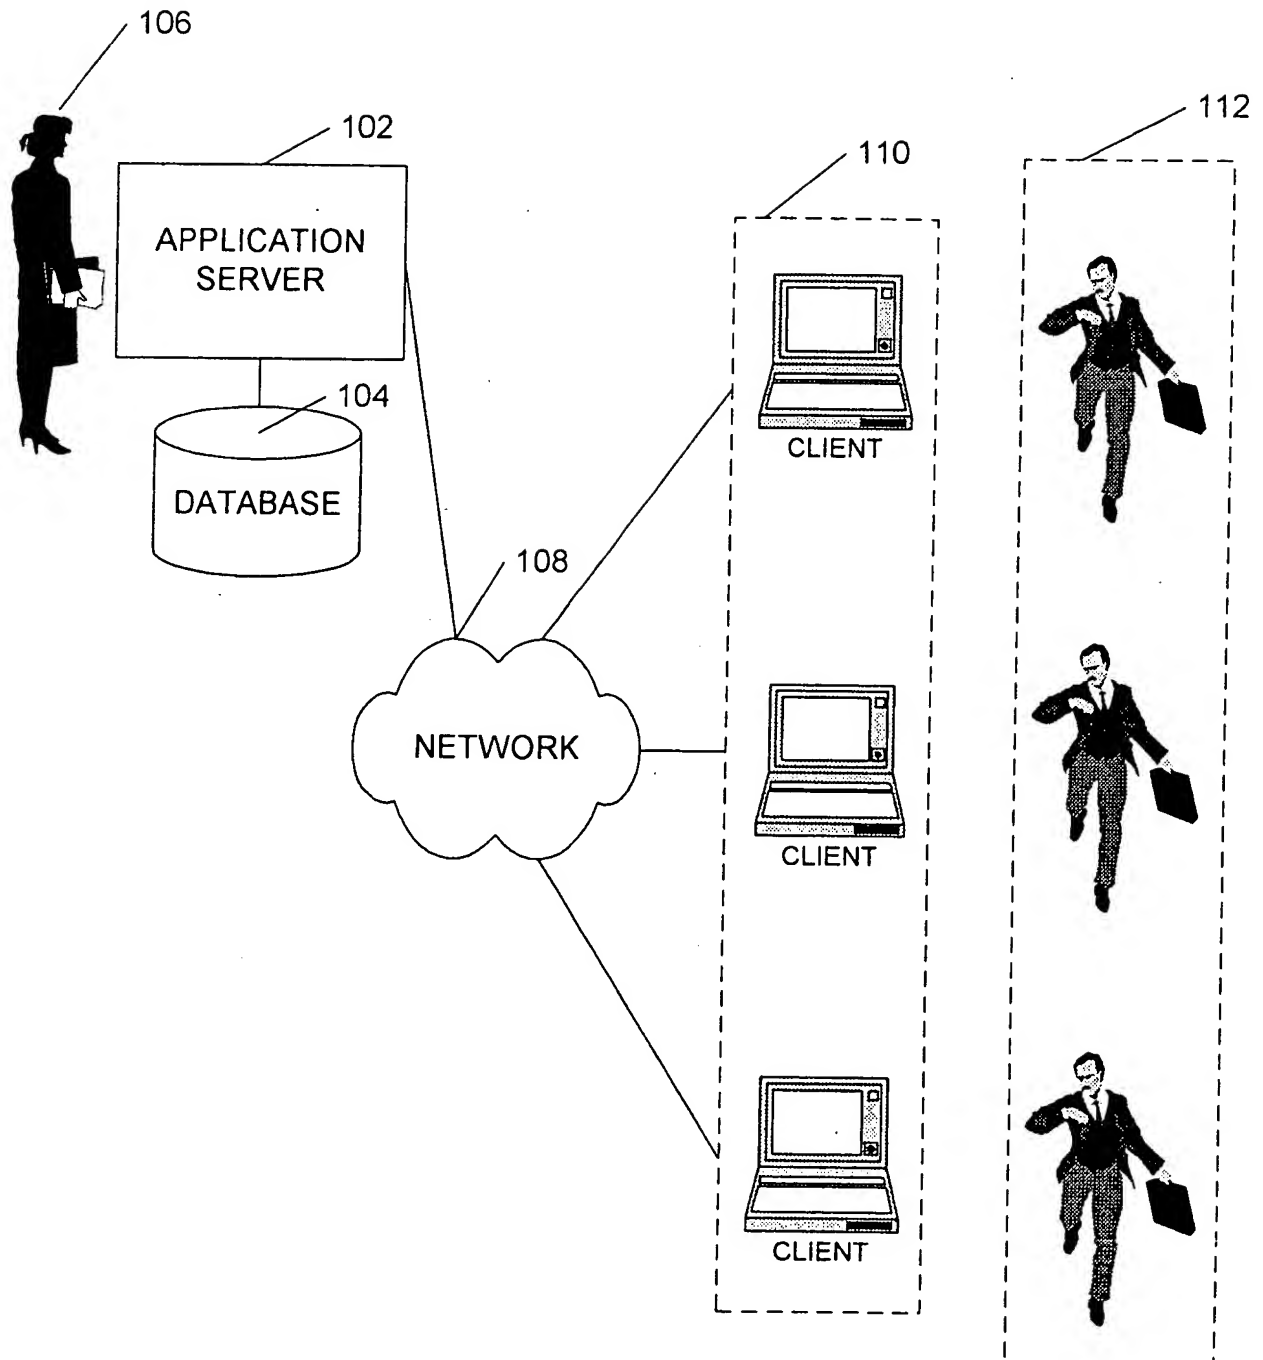 106
102
112
110
APPLICATION
SERVER
104
CLIENT
DATABASE
108
NETWORK
CLIENT
CLIENT